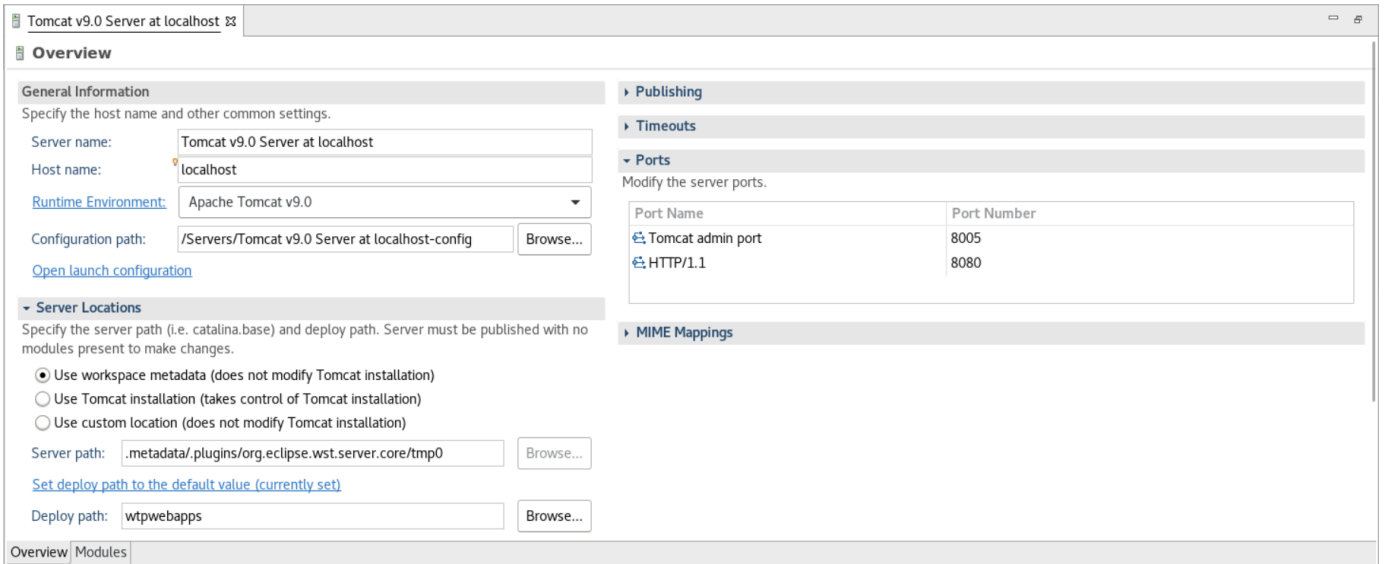 Tomcat v9.0 Server at localhost
Overview
General Information
Specify the host name and other common settings.
Server name: Tomcat v9.0 Server at localhost
Host name: localhost
Runtime Environment: Apache Tomcat v9.0
Configuration path: /Servers/Tomcat v9.0 Server at localhost-config Browse...
Open launch configuration
Server Locations
Specify the server path (i.e. catalina.base) and deploy path. Server must be published with no
modules present to make changes.
Use workspace metadata (does not modify Tomcat installation)
Use Tomcat installation (takes control of Tomcat installation)
Use custom location (does not modify Tomcat installation)
Server path: .metadata/.plugins/org.eclipse.wst.server.core/tmp0 Browse...
Set deploy path to the default value (currently set)
Deploy path: wtpwebapps Browse...
Publishing
Timeouts
Ports
Modify the server ports.
Port Name Port Number
Tomcat admin port 8005
HTTP/1.1 8080
MIME Mappings
Overview Modules